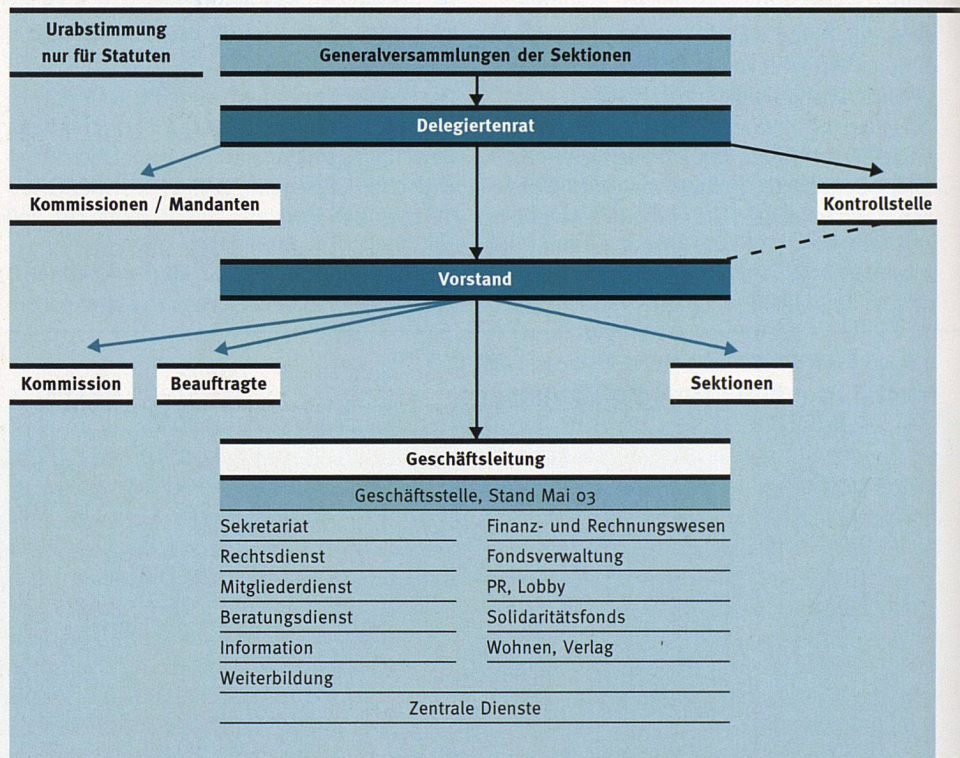 Urabstimmung
nur für Statuten
Generalversammlungen der Sektionen
Delegiertenrat
Kommissionen / Mandanten
Kontrollstelle
Vorstand
Kommission
Beauftragte
Sektionen
Geschäftsleitung
Geschäftsstelle, Stand Mai 03
Sekretariat
Finanz- und Rechnungswesen
Rechtsdienst
Fondsverwaltung
Mitgliederdienst
PR, Lobby
Beratungsdienst
Solidaritätsfonds
Information
Wohnen, Verlag
Weiterbildung
Zentrale Dienste